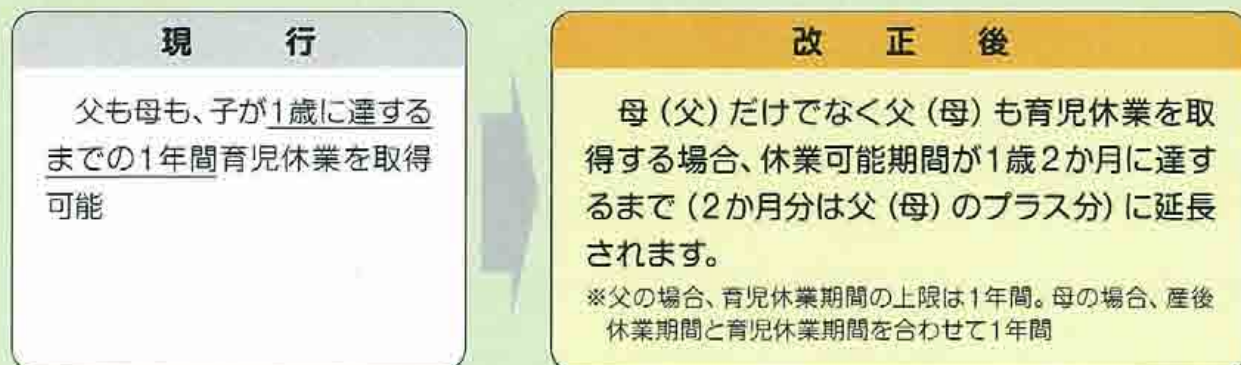 現行
父も母も、子が1歳に達する
までの1年間育児休業を取得
可能
改正後
母（父）だけでなく父（母）も育児休業を取
得する場合、休業可能期間が1歳2か月に達す
るまで（2か月分は父（母）のプラス分）に延長
されます。
※父の場合、育児休業期間の上限は1年間。母の場合、産後
休業期間と育児休業期間を合わせて1年間